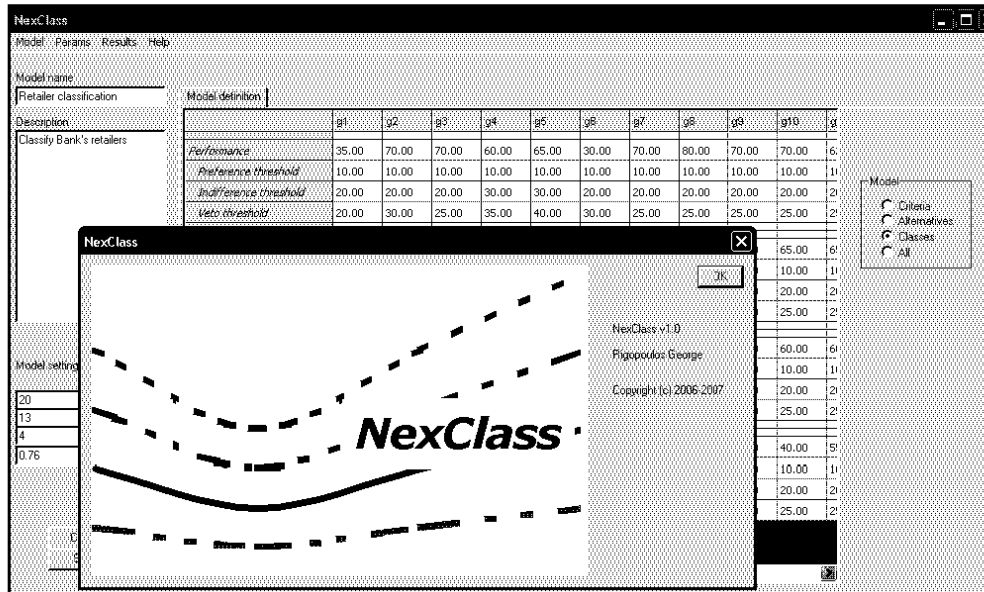 NexClass
Model Params Results Help
Model name
Retailer classification
Model definition
Description
Classify Bank's retailers
g1 g2 g3 g4 g5 g6 g7 g8 g9 g10
Performance 35.00 70.00 70.00 60.00 65.00 30.00 70.00 80.00 70.00 70.00
Preference threshold 10.00 10.00 10.00 10.00 10.00 10.00 10.00 10.00 10.00 10.00
Indifference threshold 20.00 20.00 20.00 30.00 30.00 20.00 20.00 20.00 20.00 20.00
Veto threshold 20.00 30.00 25.00 35.00 40.00 30.00 25.00 25.00 25.00 25.00
Model
Criteria
Alternatives
Classes
All
NexClass
OK
NexClass v1.0
Rigopoulos George
Copyright (c) 2006-2007
NexClass
65.00
10.00
20.00
25.00
60.00
10.00
20.00
25.00
40.00
10.00
20.00
25.00
Model setting
20
13
4
0.76